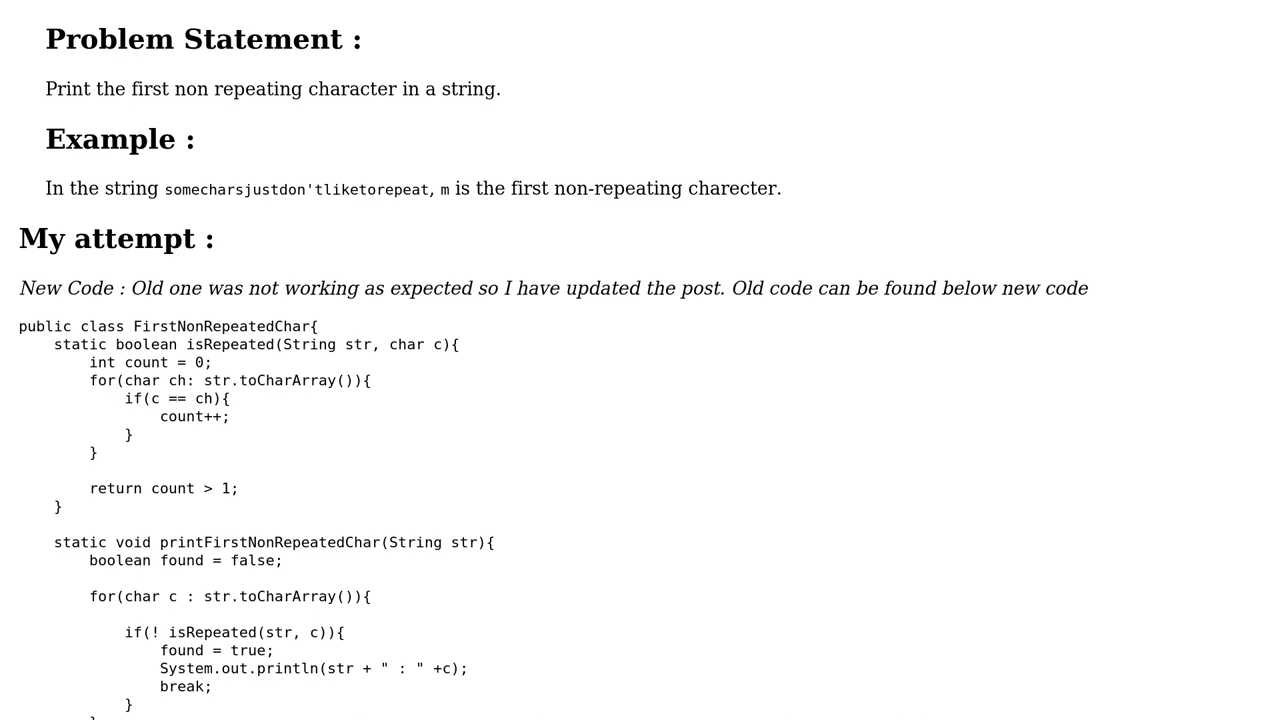 Problem Statement :
Print the first non repeating character in a string.
Example :
In the string somecharsjustdon'tliketorepeat, m is the first non-repeating charecter.
My attempt :
New Code : Old one was not working as expected so I have updated the post. Old code can be found below new code
public class FirstNonRepeatedChar{
    static boolean isRepeated(String str, char c){
        int count = 0;
        for(char ch: str.toCharArray()){
            if(c == ch){
                count++;
            }
        }
        return count > 1;
    }
    static void printFirstNonRepeatedChar(String str){
        boolean found = false;
        for(char c : str.toCharArray()){
            if(! isRepeated(str, c)){
                found = true;
                System.out.println(str + " : " +c);
                break;
            }